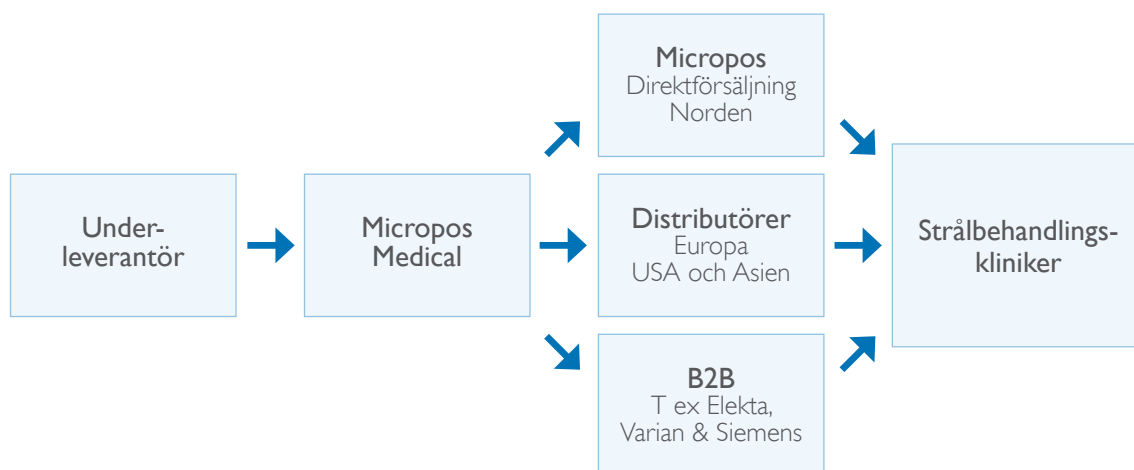 Under-
leverantör
Micropos
Medical
Micropos
Direktförsäljning
Norden
Distributörer
Europa
USA och Asien
B2B
T ex Elekta,
Varian & Siemens
Strålbehandlings-
kliniker